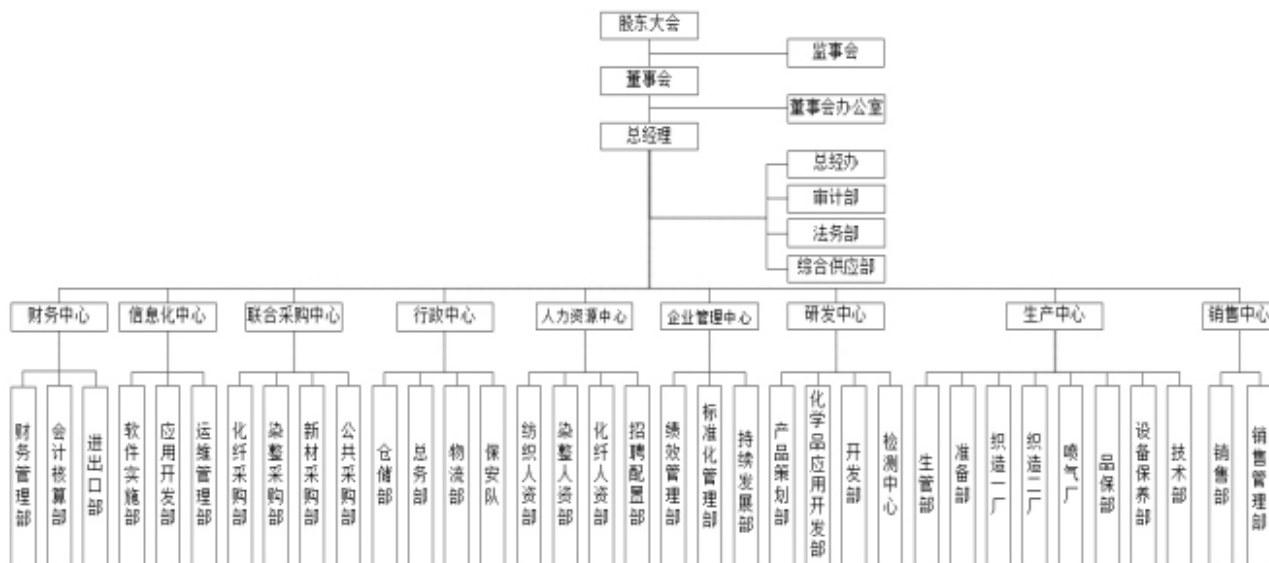 股东大会
监事会
董事会
董事会办公室
总经理
总经办
审计部
法务部
综合供应部
财务中心
信息化中心
联合采购中心
行政中心
人力资源中心
企业管理中心
研发中心
生产中心
销售中心
财务管理部
会计核算部
进出口部
软件实施部
应用开发部
运维管理部
化纤采购部
染整采购部
新材采购部
公共采购部
仓储部
总务部
物流部
保安队
纺织人资部
染整人资部
化纤人资部
招聘配置部
绩效管理部
标准化管理部
持续发展部
产品策划部
化学品应用开发部
开发部
检测中心
生管部
准备部
织造一厂
织造二厂
喷气厂
品保部
设备保养部
技术部
销售部
销售管理部